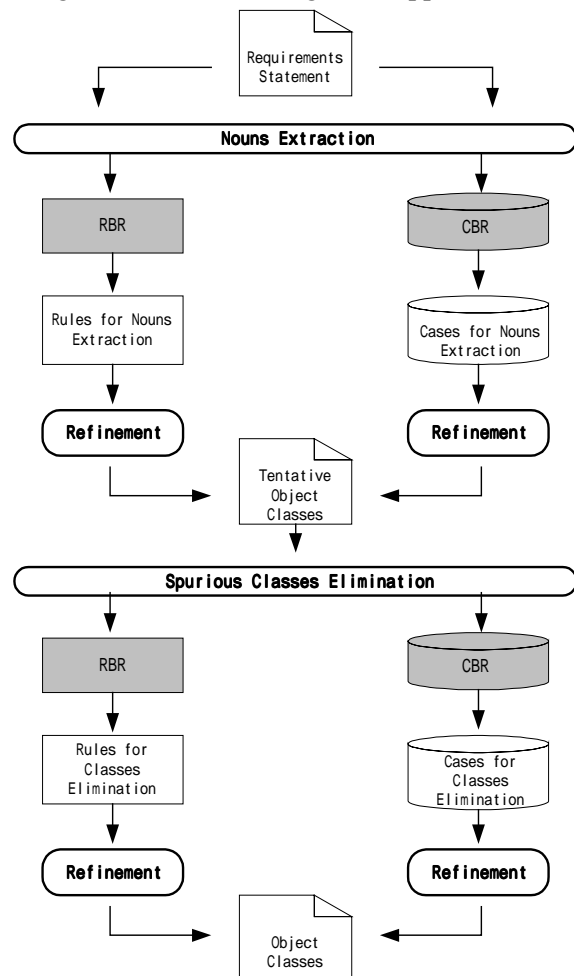 Requirements
Statement
Nouns Extraction
RBR
CBR
Rules for Nouns
Extraction
Cases for Nouns
Extraction
Refinement
Refinement
Tentative
Object
Classes
Spurious Classes Elimination
RBR
CBR
Rules for
Classes
Elimination
Cases for
Classes
Elimination
Refinement
Refinement
Object
Classes